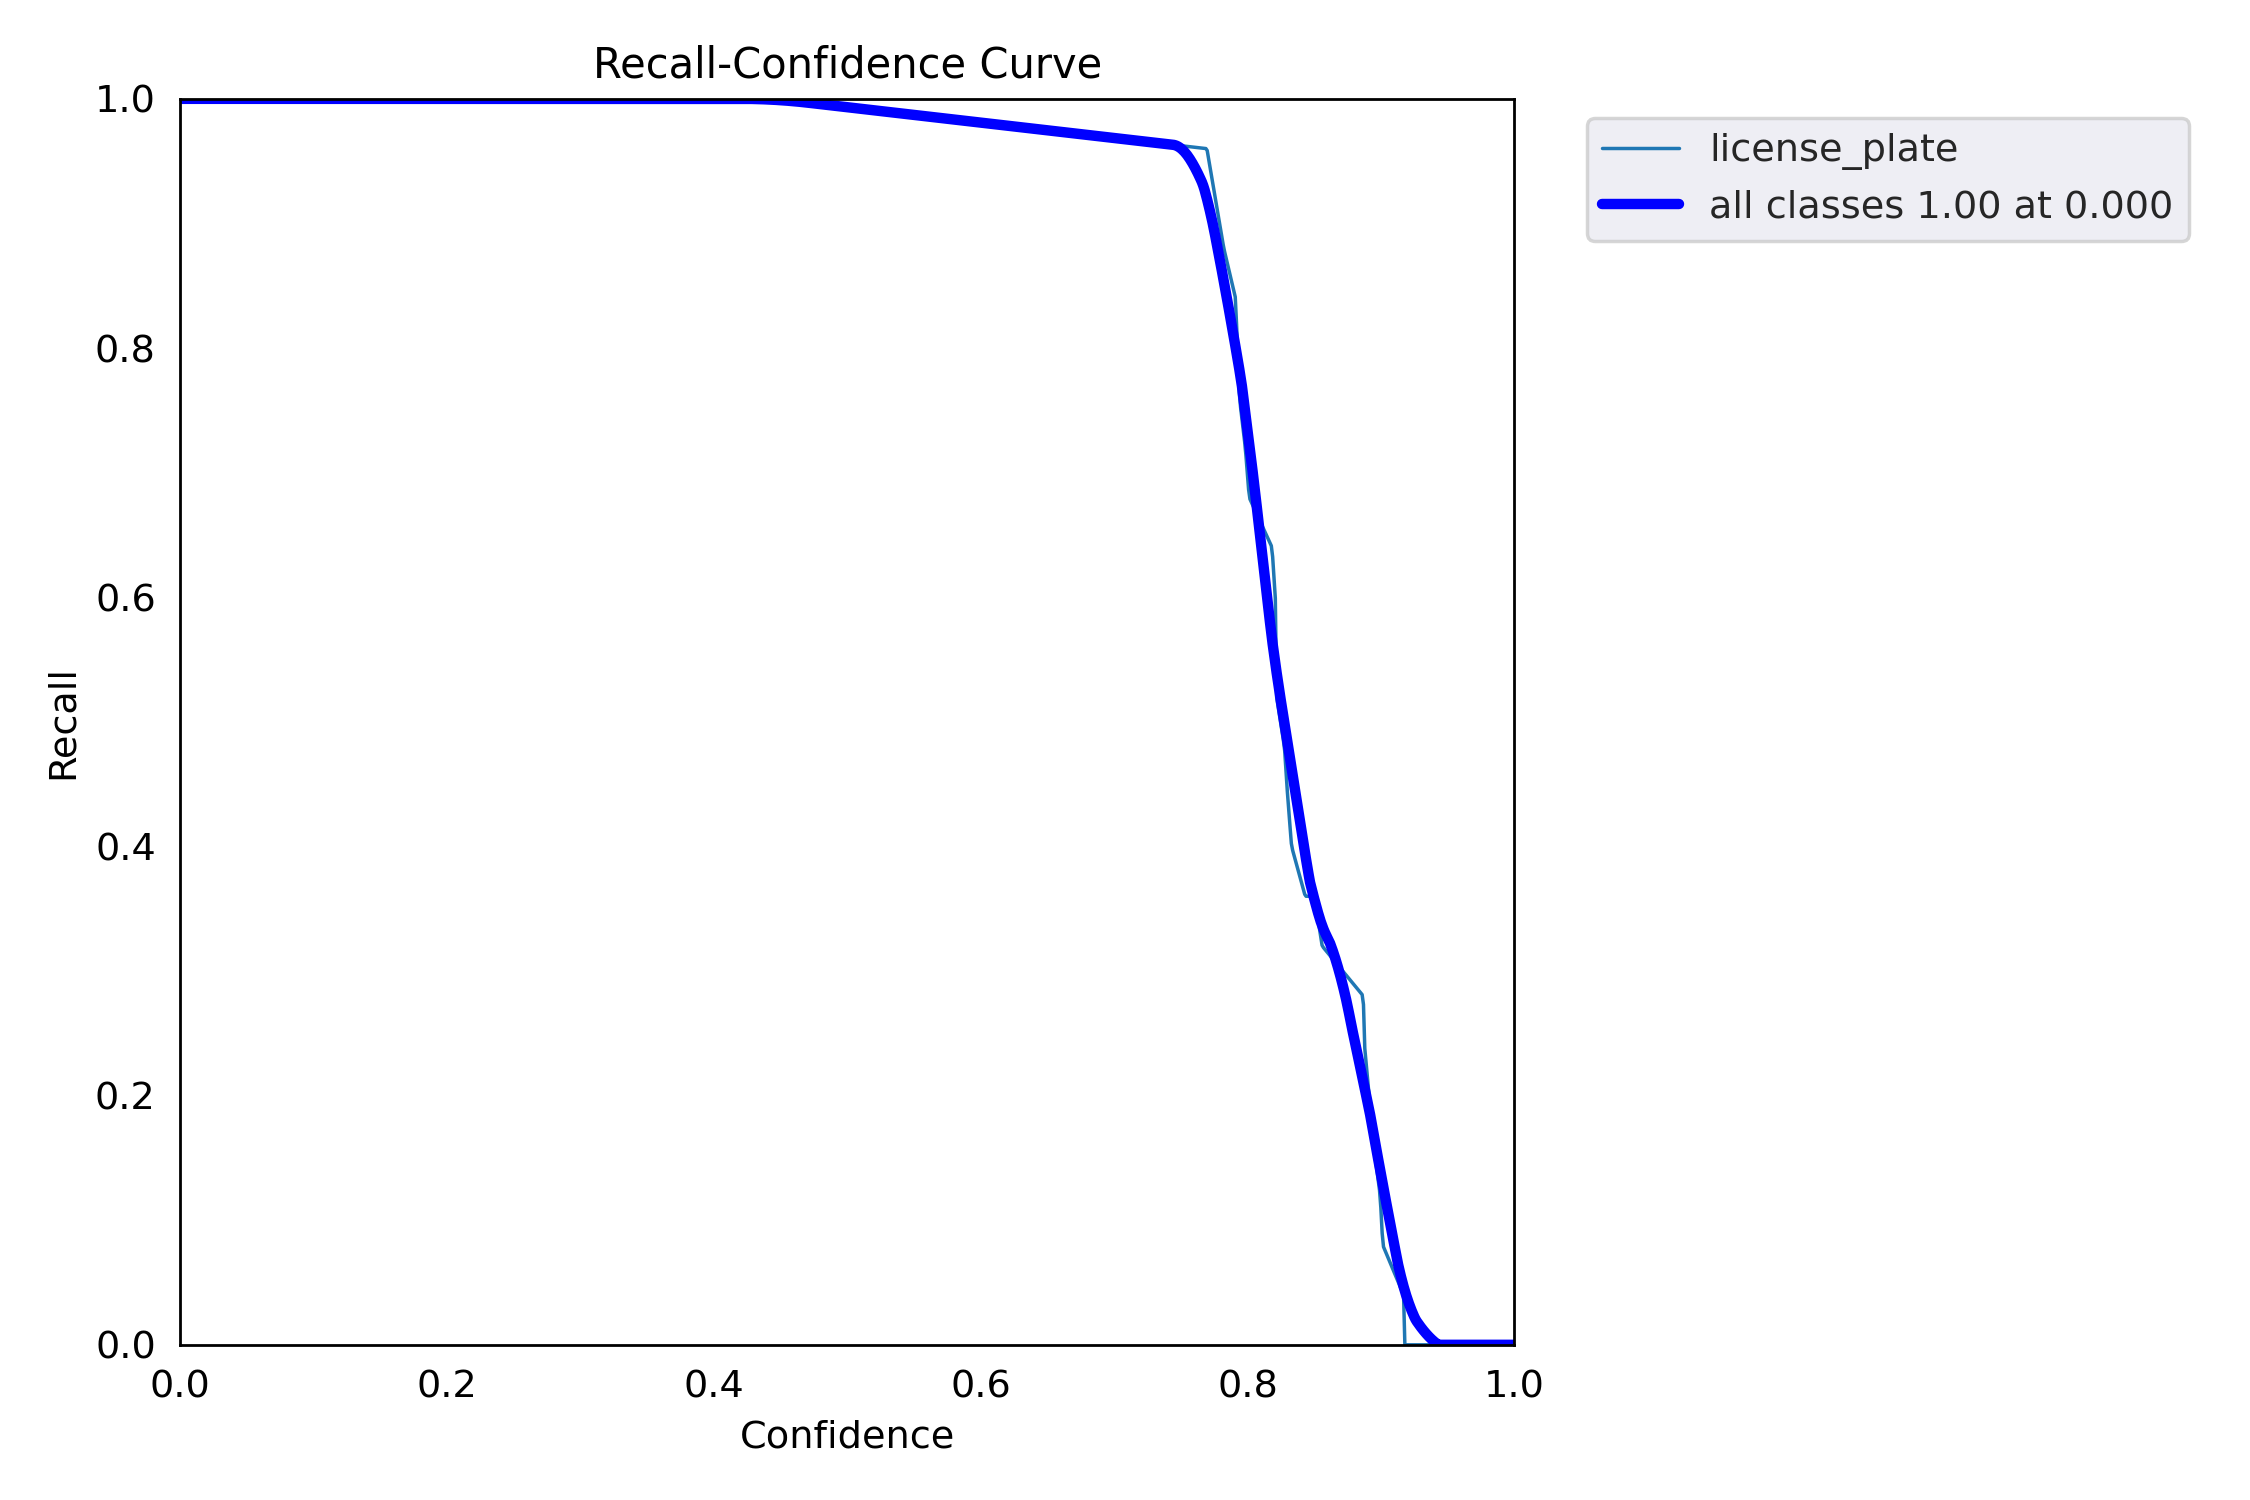 Recall-Confidence Curve
1.0
0.8
0.6
0.4
0.2
0.0
Recall
0.0 0.2 0.4 0.6 0.8 1.0
Confidence
license_plate
all classes 1.00 at 0.000